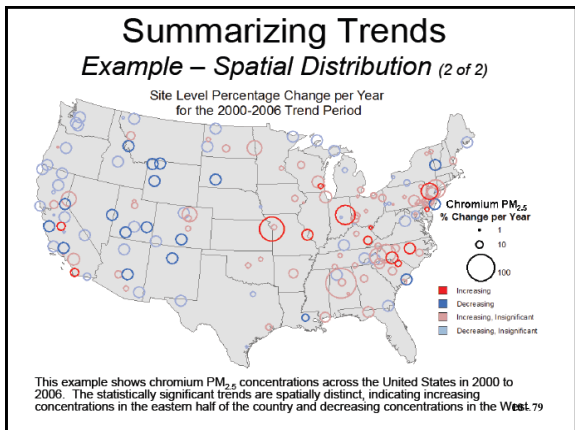 Summarizing Trends
Example – Spatial Distribution (2 of 2)
Site Level Percentage Change per Year
for the 2000-2006 Trend Period
Chromium PM2.5
% Change per Year
1
10
100
Increasing
Decreasing
Increasing, Insignificant
Decreasing, Insignificant
This example shows chromium PM2.5 concentrations across the United States in 2000 to
2006. The statistically significant trends are spatially distinct, indicating increasing
concentrations in the eastern half of the country and decreasing concentrations in the West.
79